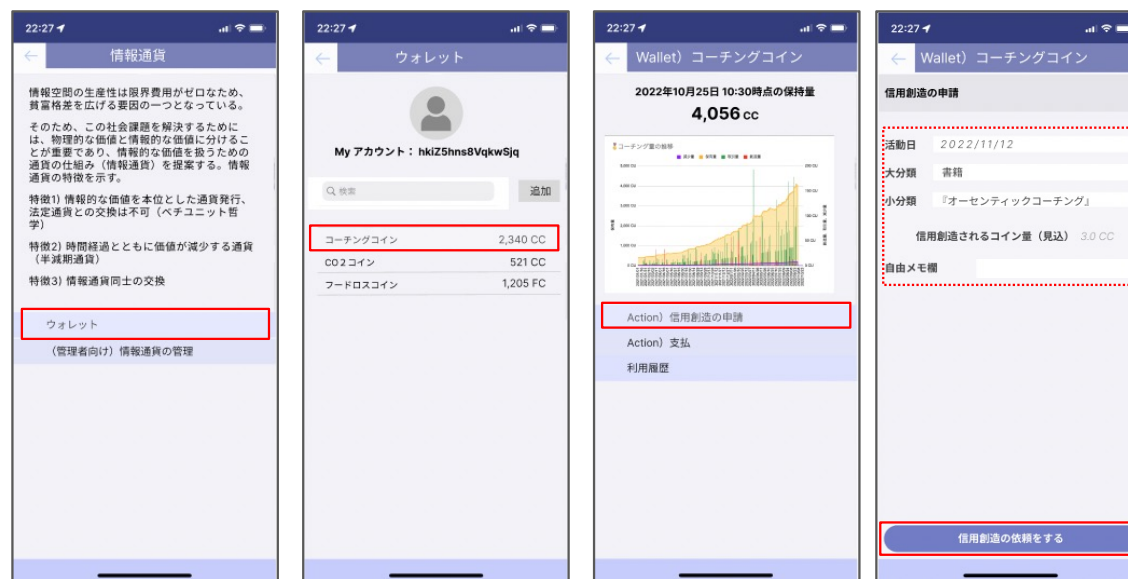 22:27
情報通貨
情報空間の生産性は限界費用がゼロなため、
貧富格差を広げる要因の一つとなっている。
そのため、この社会課題を解決するために
は、物理的な価値と情報的な価値に分けるこ
とが重要であり、情報的な価値を扱うための
通貨の仕組み（情報通貨）を提案する。情報
通貨の特徴を示す。
特徴1) 情報的な価値を本位とした通貨発行、
法定通貨との交換は不可（ベチユニット哲
学）
特徴2) 時間経過とともに価値が減少する通貨
（半減期通貨）
特徴3) 情報通貨同士の交換
ウォレット
（管理者向け）情報通貨の管理
22:27
ウォレット
My アカウント： hkiZ5hns8VqkwSjq
検索
追加
コーチングコイン 2,340 CC
CO２コイン 521 CC
フードロスコイン 1,205 FC
22:27
Wallet）コーチングコイン
2022年10月25日 10:30時点の保持量
4,056 cc
コーチング量の推移
Action）信用創造の申請
Action）支払
利用履歴
22:27
Wallet）コーチングコイン
信用創造の申請
活動日 2022/11/12
大分類 書籍
小分類 『オーセンティックコーチング』
信用創造されるコイン量（見込） 3.0 CC
自由メモ欄
信用創造の依頼をする